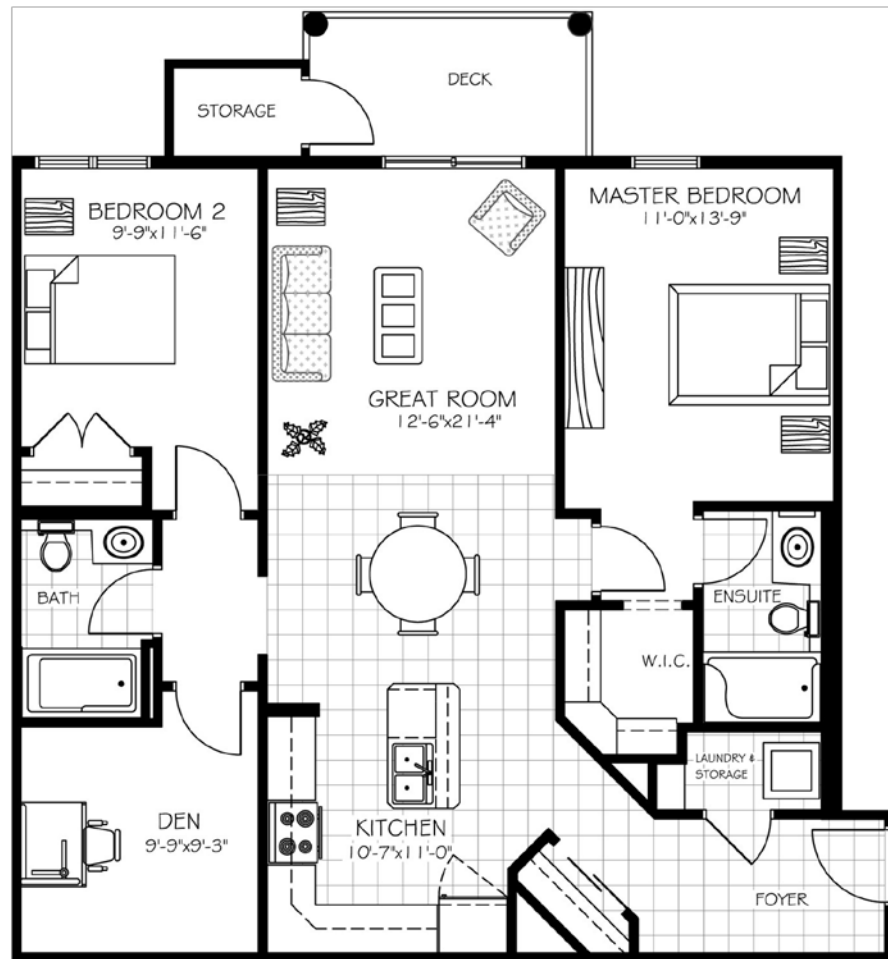 DECK
STORAGE
BEDROOM 2
9'-9"x11'-6"
MASTER BEDROOM
11'-0"x13'-9"
GREAT ROOM
12'-6"x21'-4"
BATH
ENSUITE
W.I.C.
LAUNDRY &
STORAGE
DEN
9'-9"x9'-3"
KITCHEN
10'-7"x11'-0"
FOYER